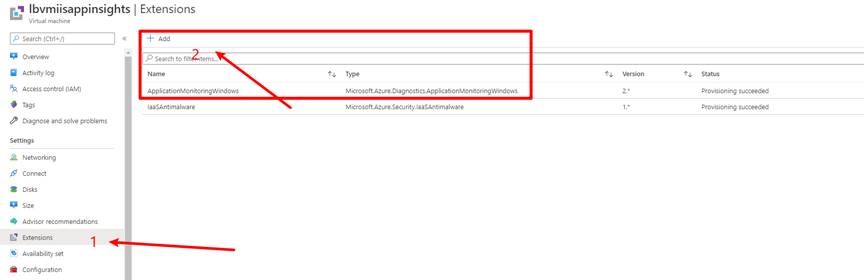 lbvmiisappinsights | Extensions
Virtual machine
Search (Ctrl+/)
«
Overview
Activity log
Access control (IAM)
Tags
Diagnose and solve problems
Settings
Networking
Connect
Disks
Size
Advisor recommendations
Extensions
1
Availability set
Configuration
+ Add
2
Search to filter items...
Name Type Version Status
ApplicationMonitoringWindows Microsoft.Azure.Diagnostics.ApplicationMonitoringWindows 2.* Provisioning succeeded
IaaSAntimalware Microsoft.Azure.Security.IaaSAntimalware 1.* Provisioning succeeded